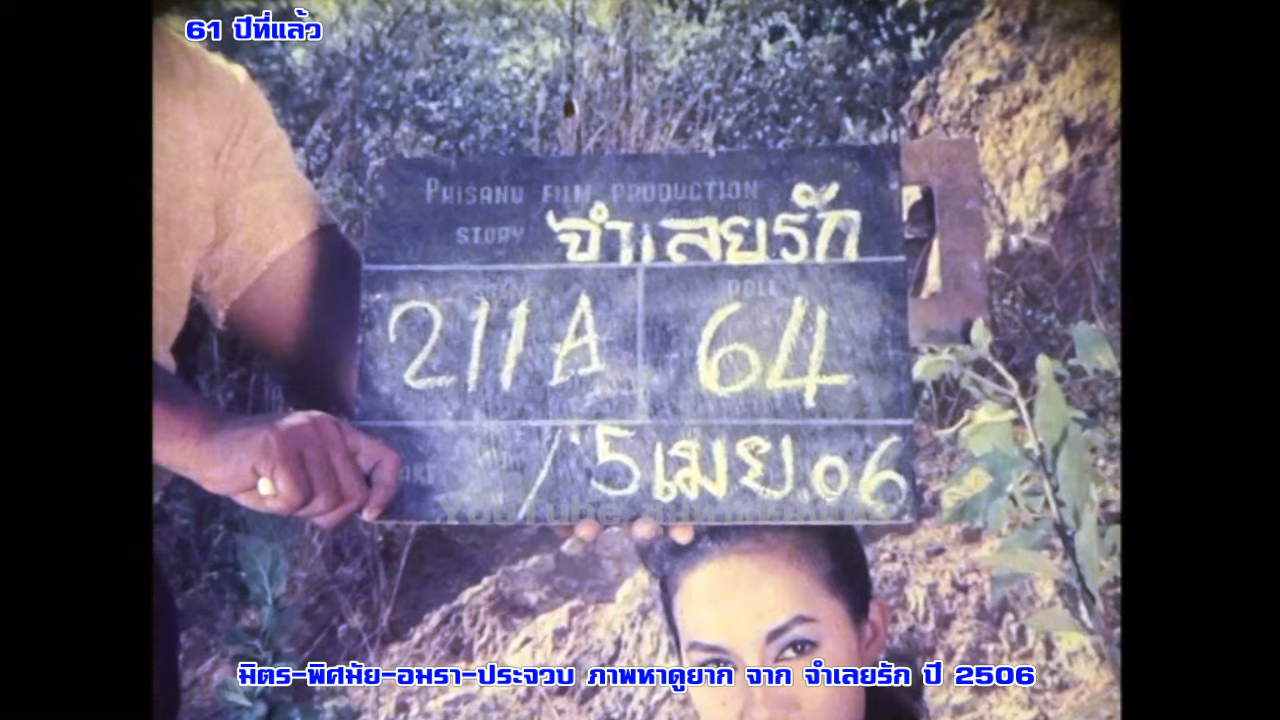 61 ปีที่แล้ว
PHISANU FILM PRODUCTION
STORY จำเลยรัก
211A 64
5 เมย.06
YouTube
มิตร-พิศมัย-อมรา-ประจวบ ภาพหาดูยาก จาก จำเลยรัก ปี 2506